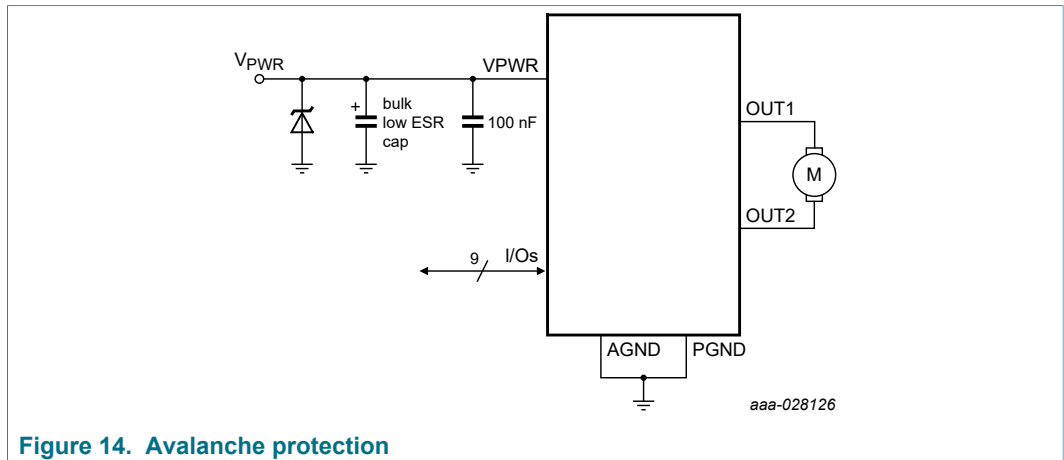 VPWR
VPWR
+
bulk
low ESR
cap
100 nF
OUT1
M
OUT2
9
I/Os
AGND
PGND
aaa-028126
Figure 14. Avalanche protection